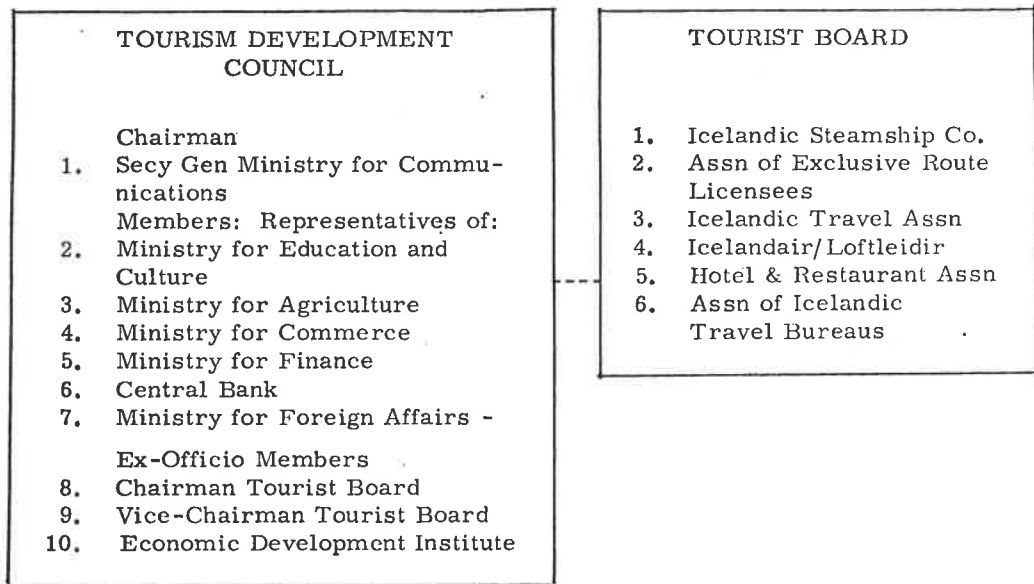 TOURISM DEVELOPMENT
COUNCIL
Chairman
1. Secy Gen Ministry for Commu-
nications
Members: Representatives of:
2. Ministry for Education and
Culture
3. Ministry for Agriculture
4. Ministry for Commerce
5. Ministry for Finance
6. Central Bank
7. Ministry for Foreign Affairs -
Ex-Officio Members
8. Chairman Tourist Board
9. Vice-Chairman Tourist Board
10. Economic Development Institute
TOURIST BOARD
1. Icelandic Steamship Co.
2. Assn of Exclusive Route
Licensees
3. Icelandic Travel Assn
4. Icelandair/Loftleidir
5. Hotel & Restaurant Assn
6. Assn of Icelandic
Travel Bureaus